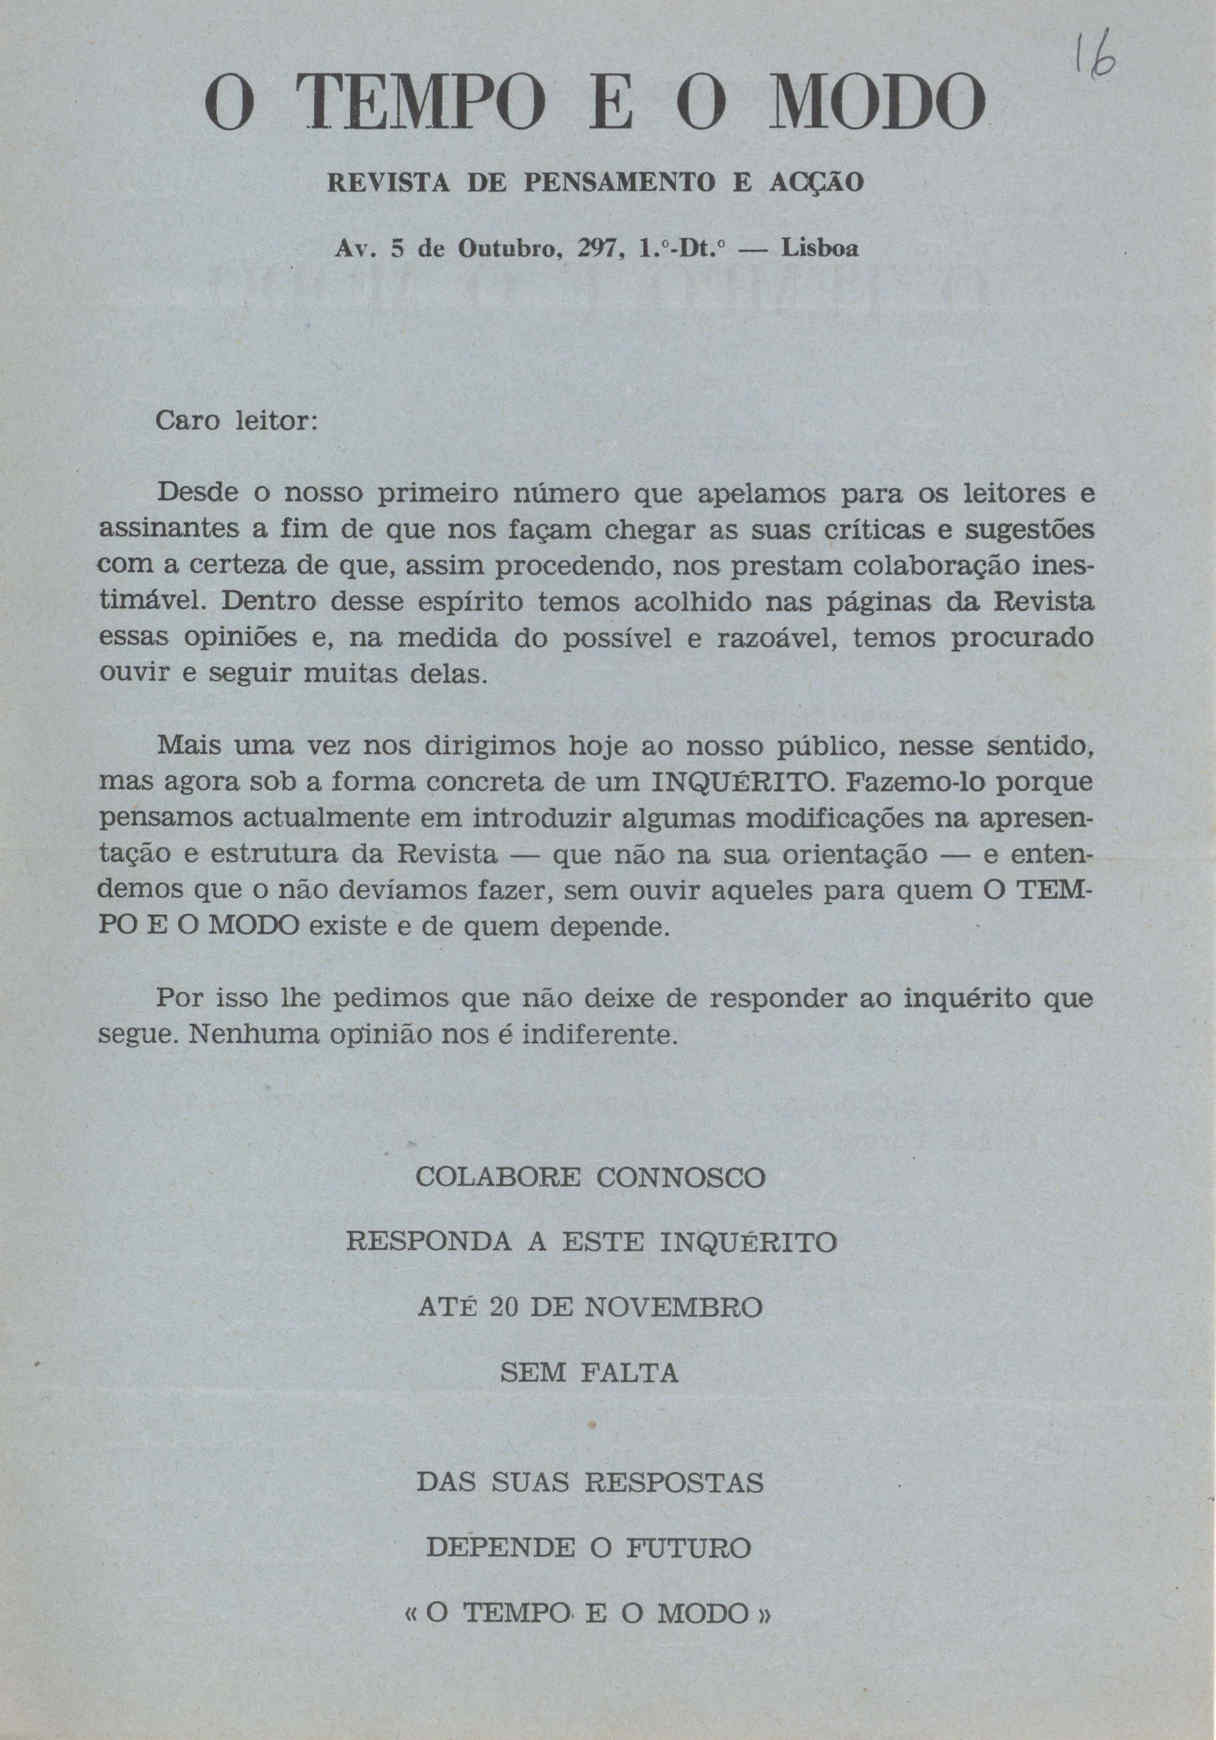 16
O TEMPO E O MODO
REVISTA DE PENSAMENTO E ACÇÃO
Av. 5 de Outubro, 297, 1.º-Dt.º — Lisboa
Caro leitor:
Desde o nosso primeiro número que apelamos para os leitores e
assinantes a fim de que nos façam chegar as suas críticas e sugestões
com a certeza de que, assim procedendo, nos prestam colaboração ines-
timável. Dentro desse espírito temos acolhido nas páginas da Revista
essas opiniões e, na medida do possível e razoável, temos procurado
ouvir e seguir muitas delas.
Mais uma vez nos dirigimos hoje ao nosso público, nesse sentido,
mas agora sob a forma concreta de um INQUÉRITO. Fazemo-lo porque
pensamos actualmente em introduzir algumas modificações na apresen-
tação e estrutura da Revista — que não na sua orientação — e enten-
demos que o não devíamos fazer, sem ouvir aqueles para quem O TEM-
PO E O MODO existe e de quem depende.
Por isso lhe pedimos que não deixe de responder ao inquérito que
segue. Nenhuma opinião nos é indiferente.
COLABORE CONNOSCO
RESPONDA A ESTE INQUÉRITO
ATÉ 20 DE NOVEMBRO
SEM FALTA
DAS SUAS RESPOSTAS
DEPENDE O FUTURO
« O TEMPO E O MODO »